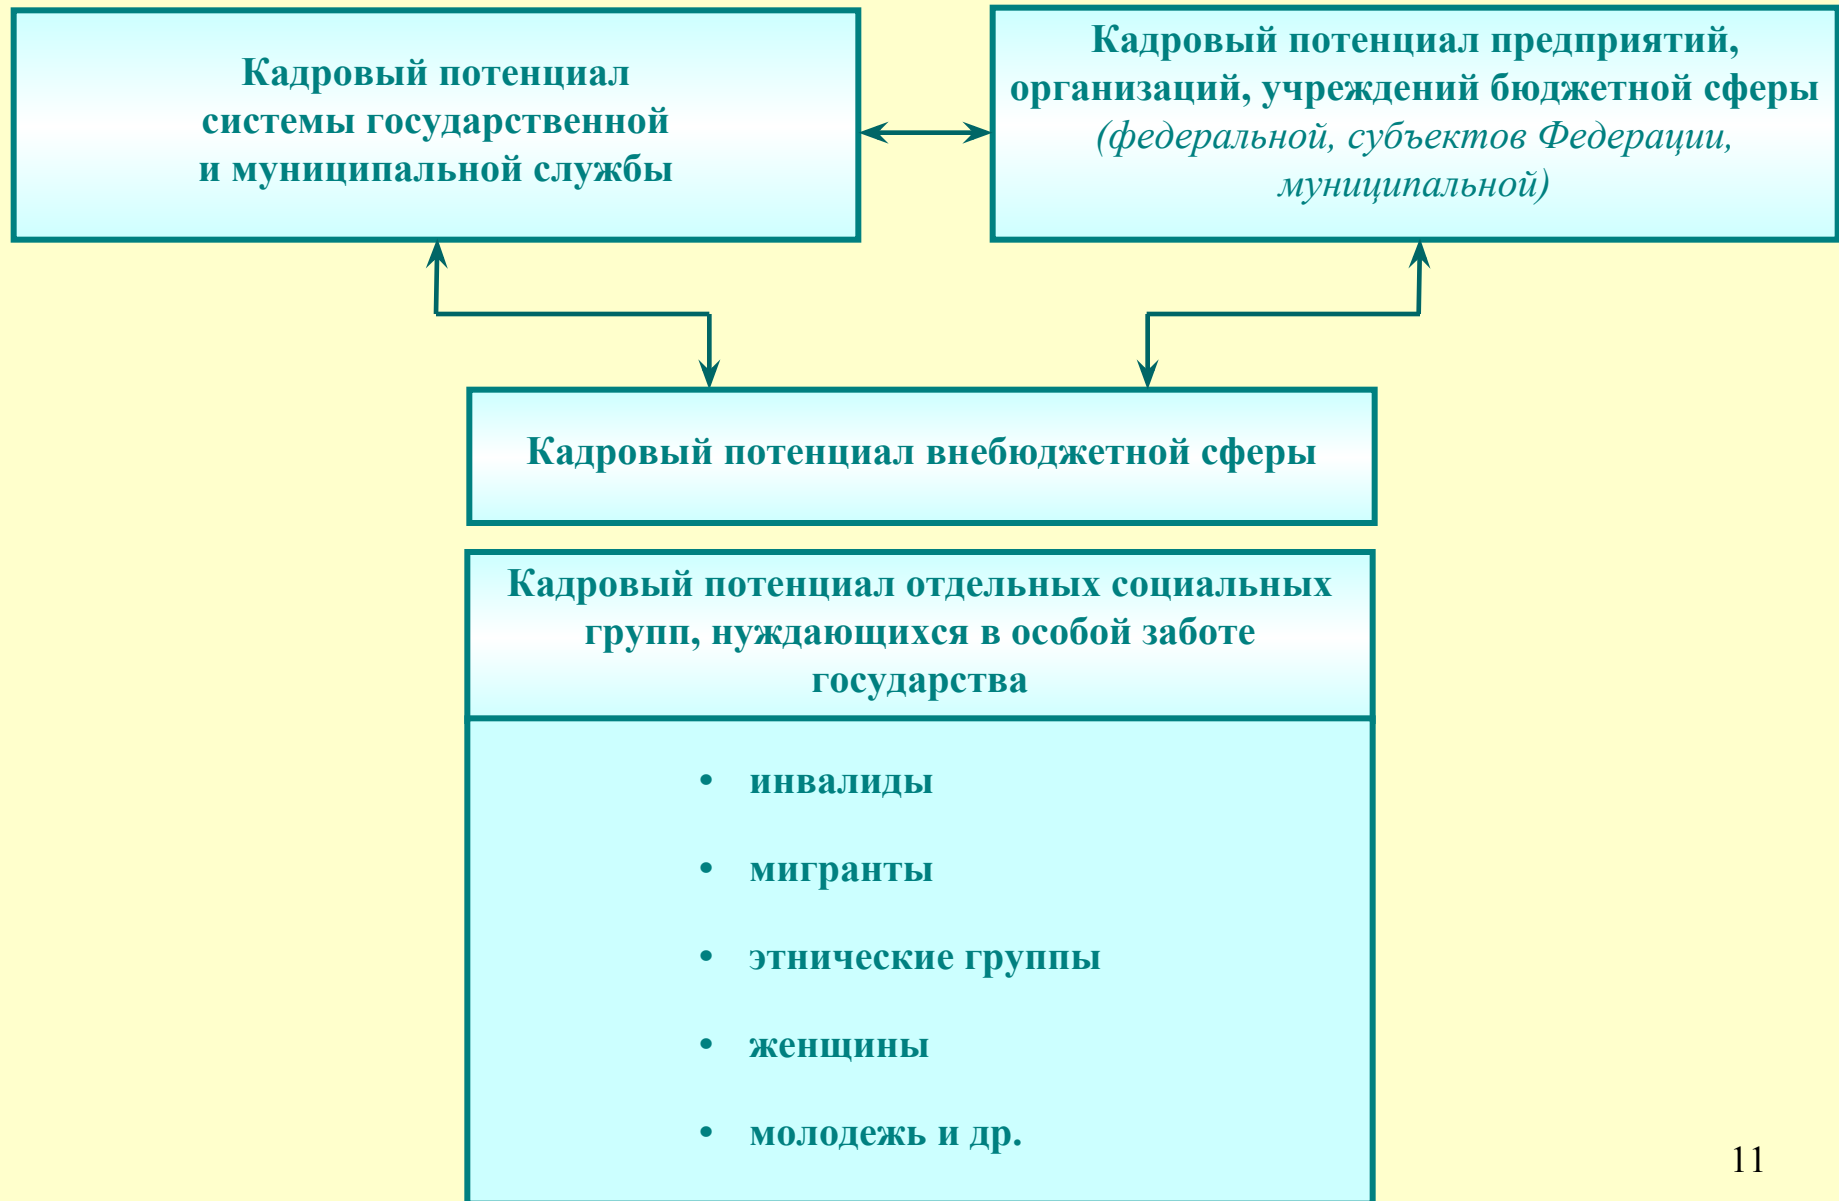 Кадровый потенциал
системы государственной
и муниципальной службы
Кадровый потенциал предприятий,
организаций, учреждений бюджетной сферы
(федеральной, субъектов Федерации,
муниципальной)
Кадровый потенциал внебюджетной сферы
Кадровый потенциал отдельных социальных
групп, нуждающихся в особой заботе
государства
• инвалиды
• мигранты
• этнические группы
• женщины
• молодежь и др.
11